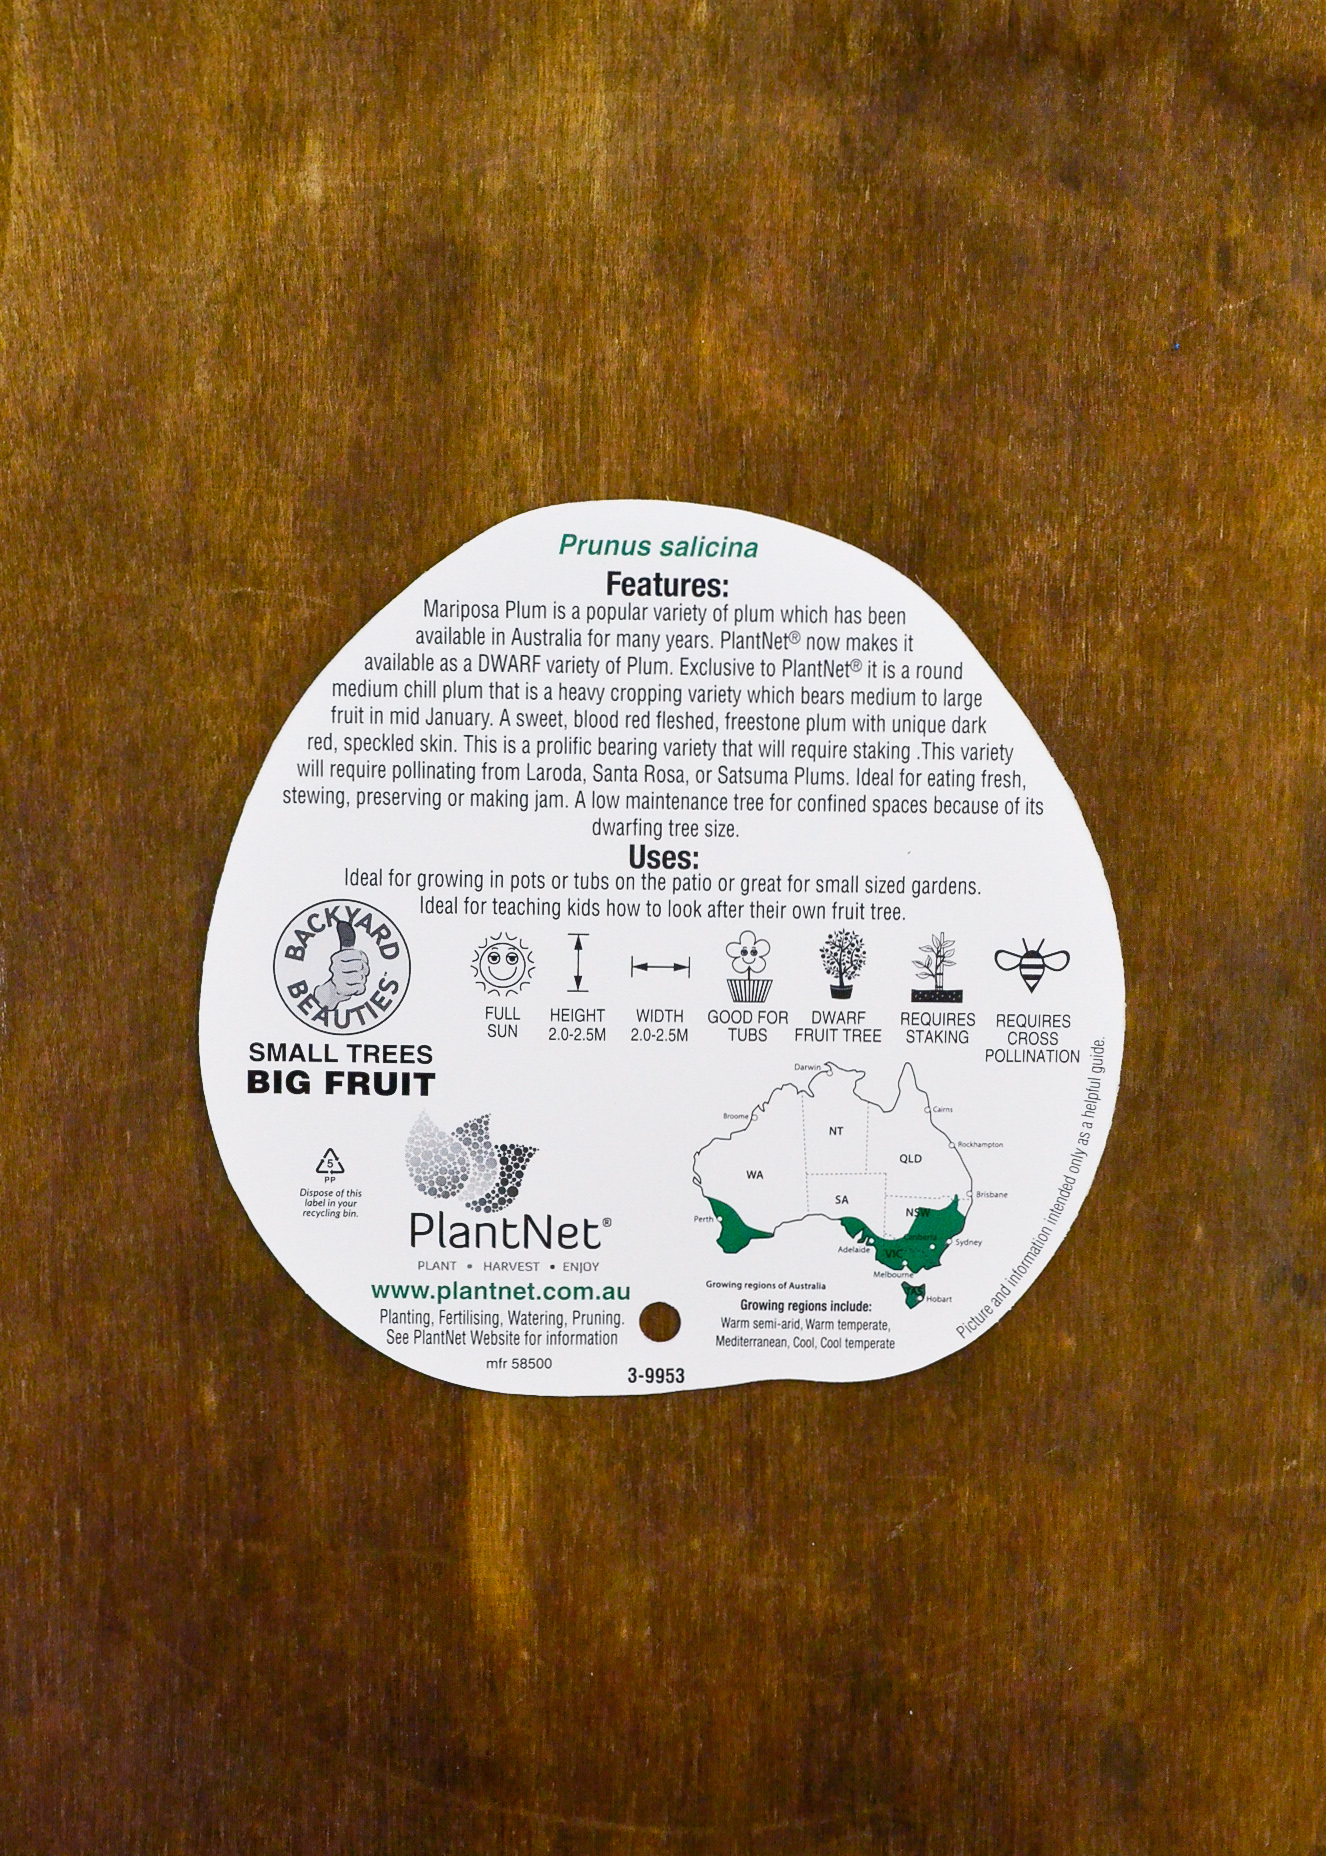 Prunus salicina
Features:
Mariposa Plum is a popular variety of plum which has been
available in Australia for many years. PlantNet® now makes it
available as a DWARF variety of Plum. Exclusive to PlantNet® it is a round
medium chill plum that is a heavy cropping variety which bears medium to large
fruit in mid January. A sweet, blood red fleshed, freestone plum with unique dark
red, speckled skin. This is a prolific bearing variety that will require staking .This variety
will require pollinating from Laroda, Santa Rosa, or Satsuma Plums. Ideal for eating fresh,
stewing, preserving or making jam. A low maintenance tree for confined spaces because of its
dwarfing tree size.
Uses:
Ideal for growing in pots or tubs on the patio or great for small sized gardens.
Ideal for teaching kids how to look after their own fruit tree.
BACKYARD
BEAUTIES™
SMALL TREES
BIG FRUIT
FULL
SUN
HEIGHT
2.0-2.5M
WIDTH
2.0-2.5M
GOOD FOR
TUBS
DWARF
FRUIT TREE
REQUIRES
STAKING
REQUIRES
CROSS
POLLINATION
5
PP
Dispose of this
label in your
recycling bin.
PlantNet®
PLANT • HARVEST • ENJOY
www.plantnet.com.au
Planting, Fertilising, Watering, Pruning.
See PlantNet Website for information
mfr 58500
3-9953
Darwin
Broome
Cairns
Rockhampton
NT
QLD
WA
SA
Brisbane
NSW
Perth
Canberra
Sydney
Adelaide
VIC
Melbourne
TAS
Hobart
Growing regions of Australia
Growing regions include:
Warm semi-arid, Warm temperate,
Mediterranean, Cool, Cool temperate
Picture and information intended only as a helpful guide.